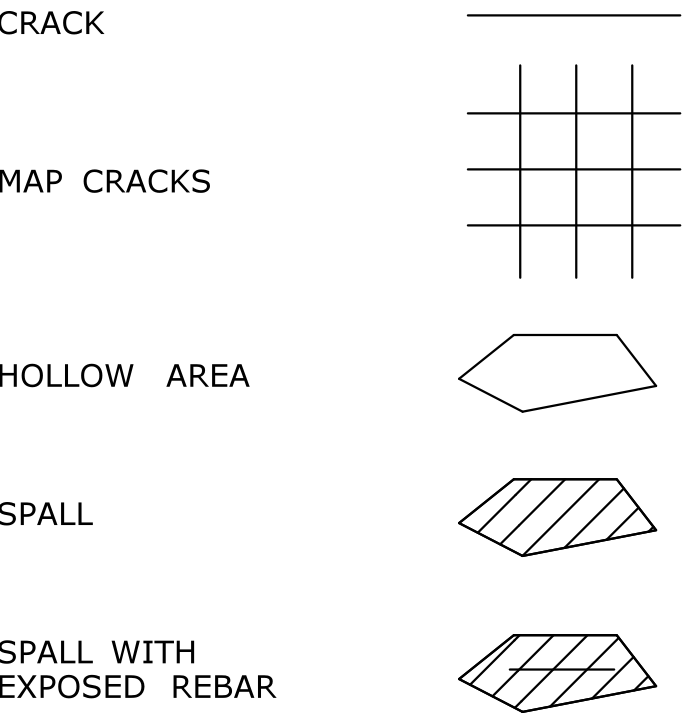 CRACK
MAP CRACKS
HOLLOW AREA
SPALL
SPALL WITH
EXPOSED REBAR